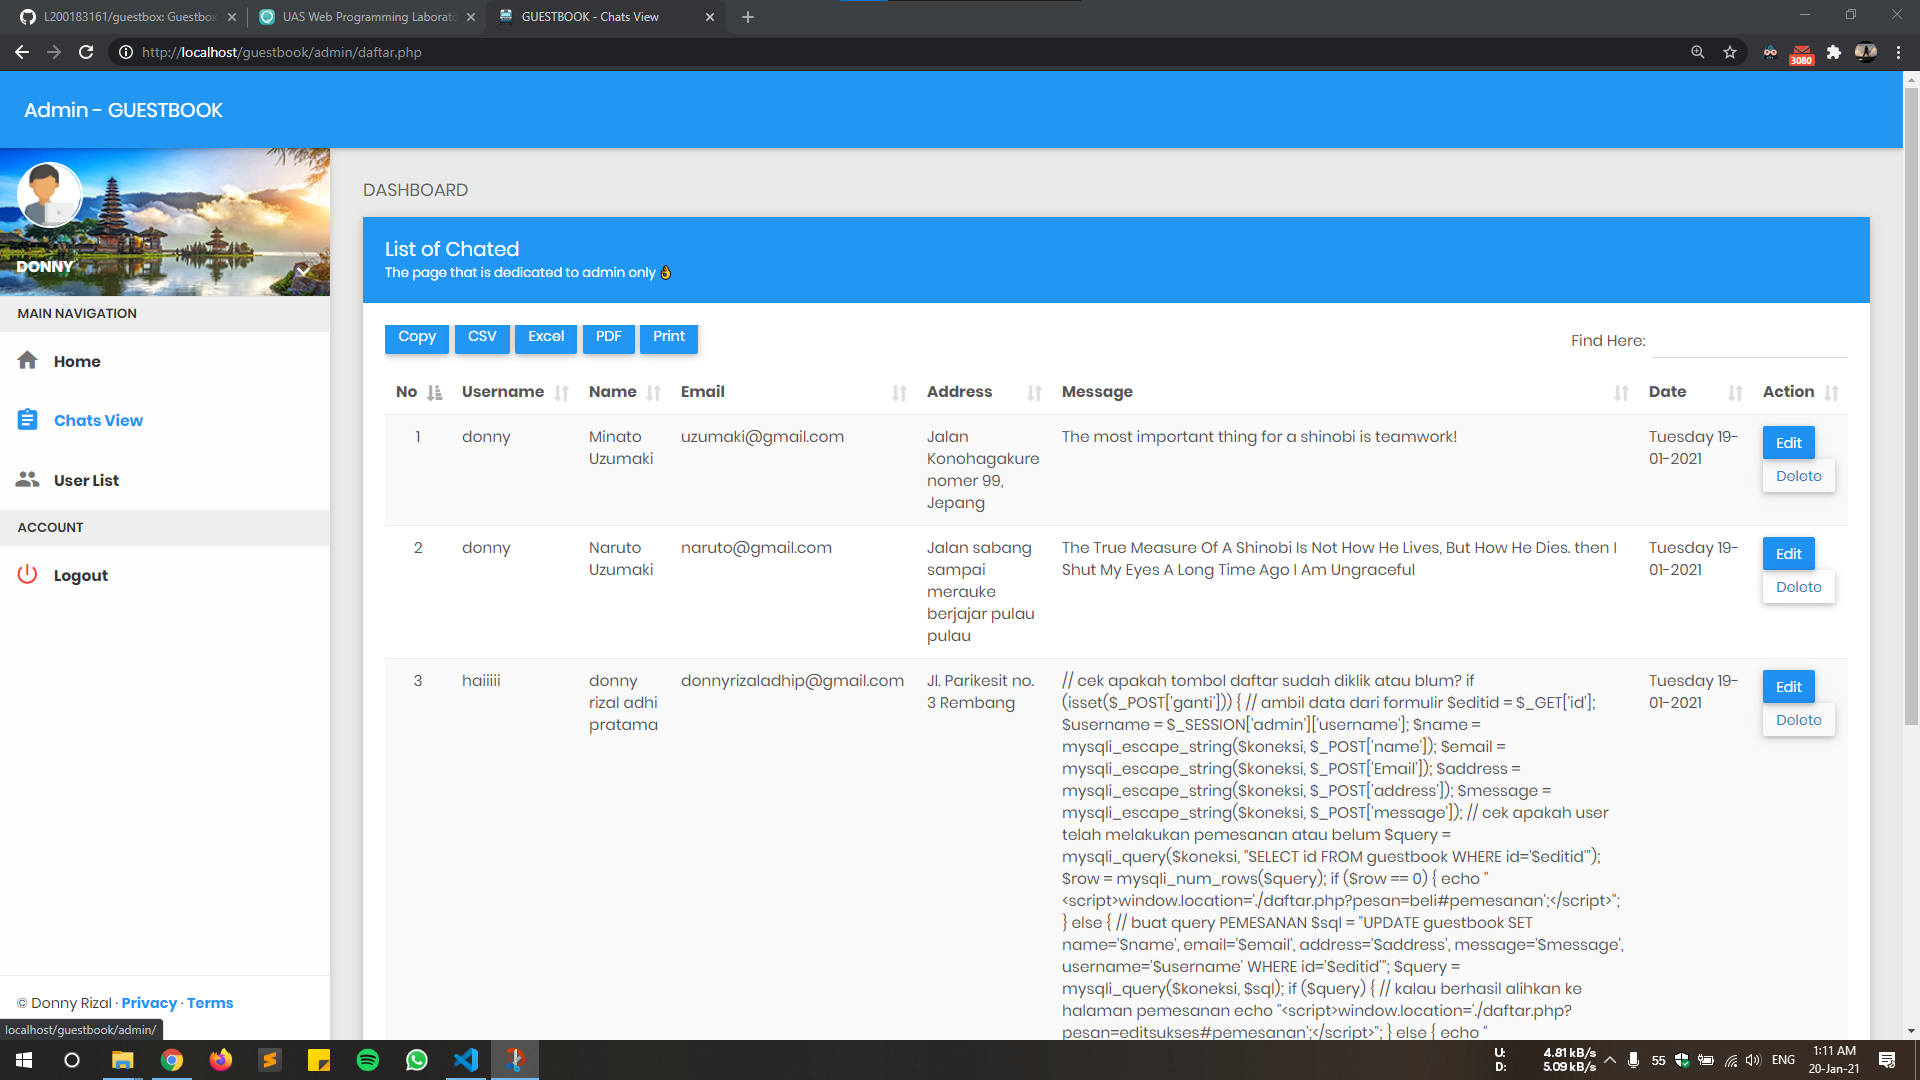 L200183161/guestbox: Guestbox
UAS Web Programming Laborato
GUESTBOOK - Chats View
http://localhost/guestbook/admin/daftar.php
3080
Admin - GUESTBOOK
DONNY
MAIN NAVIGATION
Home
Chats View
User List
ACCOUNT
Logout
© Donny Rizal · Privacy · Terms
localhost/guestbook/admin/
DASHBOARD
List of Chated
The page that is dedicated to admin only 👌
Copy CSV Excel PDF Print
Find Here:
No Username Name Email Address Message Date Action
1 donny Minato Uzumaki uzumaki@gmail.com Jalan Konohagakure nomer 99, Jepang The most important thing for a shinobi is teamwork! Tuesday 19-01-2021 Edit Delete
2 donny Naruto Uzumaki naruto@gmail.com Jalan sabang sampai merauke berjajar pulau pulau The True Measure Of A Shinobi Is Not How He Lives, But How He Dies. then I Shut My Eyes A Long Time Ago I Am Ungraceful Tuesday 19-01-2021 Edit Delete
3 haiiiii donny rizal adhi pratama donnyrizaladhip@gmail.com Jl. Parikesit no. 3 Rembang
// cek apakah tombol daftar sudah diklik atau blum? if
(isset($_POST['ganti'])) { // ambil data dari formulir $editid = $_GET['id'];
$username = $_SESSION['admin']['username']; $name =
mysqli_escape_string($koneksi, $_POST['name']); $email =
mysqli_escape_string($koneksi, $_POST['Email']); $address =
mysqli_escape_string($koneksi, $_POST['address']); $message =
mysqli_escape_string($koneksi, $_POST['message']); // cek apakah user
telah melakukan pemesanan atau belum $query =
mysqli_query($koneksi, "SELECT id FROM guestbook WHERE id='$editid'");
$row = mysqli_num_rows($query); if ($row == 0) { echo "
<script>window.location='./daftar.php?pesan=beli#pemesanan';</script>";
} else { // buat query PEMESANAN $sql = "UPDATE guestbook SET
name='$name', email='$email', address='$address', message='$message',
username='$username' WHERE id='$editid'"; $query =
mysqli_query($koneksi, $sql); if ($query) { // kalau berhasil alihkan ke
halaman pemesanan echo "<script>window.location='./daftar.php?
pesan=editsukses#pemesanan';</script>"; } else { echo "
Tuesday 19-01-2021 Edit Delete
U: 4.81 kB/s
D: 5.09 kB/s
55
ENG
1:11 AM
20-Jan-21